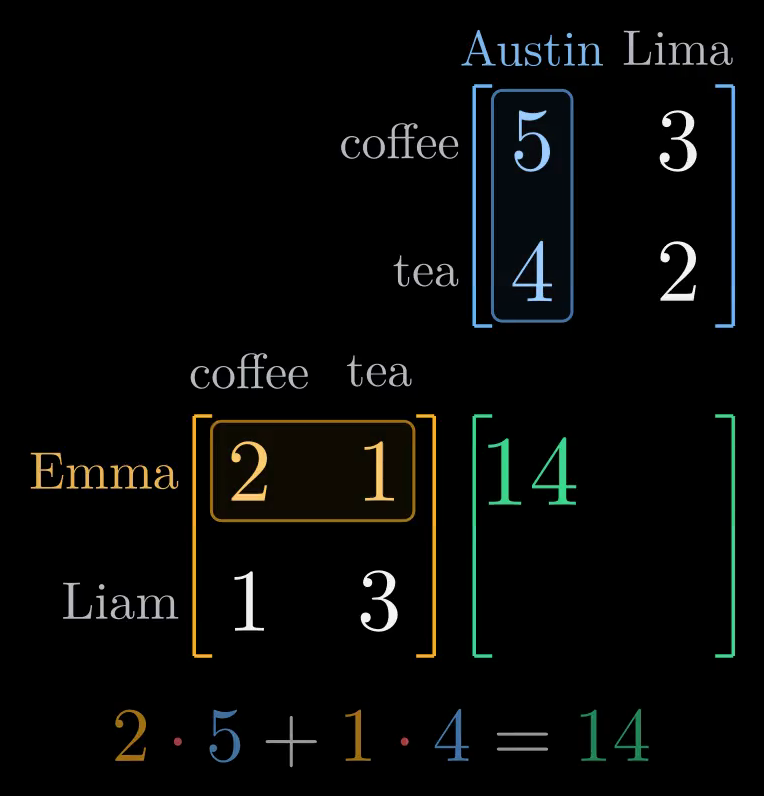 Austin Lima
coffee 5 3
tea 4 2
coffee tea
Emma 2 1 14
Liam 1 3
2 · 5 + 1 · 4 = 14